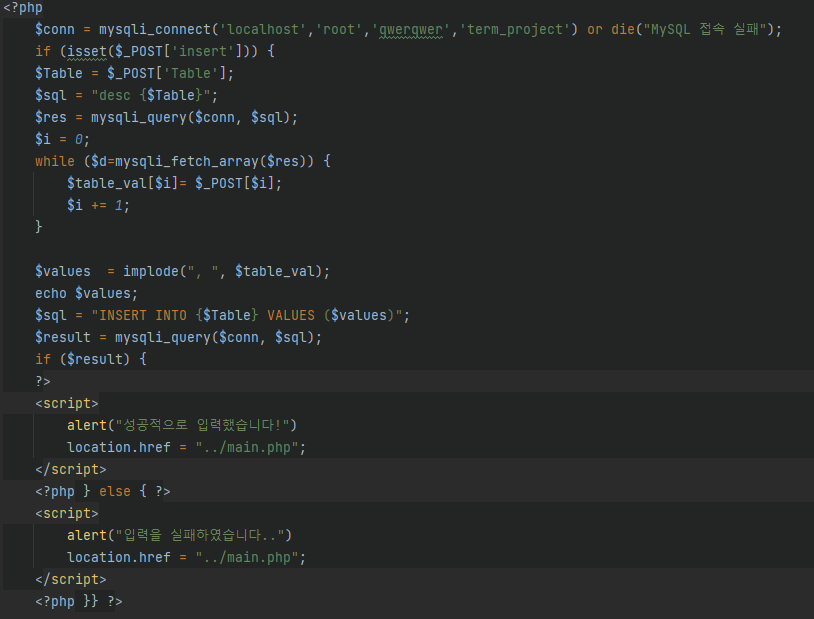 <?php
$conn = mysqli_connect('localhost','root','qwerqwer','term_project') or die("MySQL 접속 실패");
if (isset($_POST['insert'])) {
$Table = $_POST['Table'];
$sql = "desc {$Table}";
$res = mysqli_query($conn, $sql);
$i = 0;
while ($d=mysqli_fetch_array($res)) {
$table_val[$i]= $_POST[$i];
$i += 1;
}
$values  = implode(", ", $table_val);
echo $values;
$sql = "INSERT INTO {$Table} VALUES ($values)";
$result = mysqli_query($conn, $sql);
if ($result) {
?>
<script>
alert("성공적으로 입력했습니다!")
location.href = "../main.php";
</script>
<?php } else { ?>
<script>
alert("입력을 실패하였습니다..")
location.href = "../main.php";
</script>
<?php }} ?>